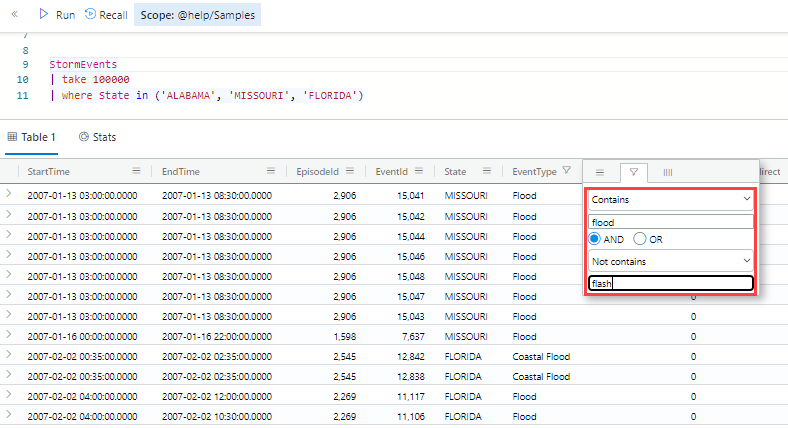 « Run Recall Scope: @help/Samples
7
8
9 StormEvents
10 | take 100000
11 | where State in ('ALABAMA', 'MISSOURI', 'FLORIDA')
Table 1 Stats
StartTime EndTime EpisodeId EventId State EventType direct
2007-01-13 03:00:00.0000 2007-01-13 08:30:00.0000 2,906 15,041 MISSOURI Flood
2007-01-13 03:00:00.0000 2007-01-13 08:30:00.0000 2,906 15,042 MISSOURI Flood
2007-01-13 03:00:00.0000 2007-01-13 08:30:00.0000 2,906 15,044 MISSOURI Flood
2007-01-13 03:00:00.0000 2007-01-13 08:30:00.0000 2,906 15,046 MISSOURI Flood
2007-01-13 03:00:00.0000 2007-01-13 08:30:00.0000 2,906 15,048 MISSOURI Flood
2007-01-13 03:00:00.0000 2007-01-13 08:30:00.0000 2,906 15,047 MISSOURI Flood 0
2007-01-13 03:00:00.0000 2007-01-13 08:30:00.0000 2,906 15,043 MISSOURI Flood 0
2007-01-16 00:00:00.0000 2007-01-16 22:00:00.0000 1,598 7,637 MISSOURI Flood 0
2007-02-02 00:35:00.0000 2007-02-02 02:35:00.0000 2,545 12,842 FLORIDA Coastal Flood 0
2007-02-02 00:35:00.0000 2007-02-02 02:35:00.0000 2,545 12,838 FLORIDA Coastal Flood 0
2007-02-02 04:00:00.0000 2007-02-02 12:00:00.0000 2,269 11,117 FLORIDA Flood 0
2007-02-02 04:00:00.0000 2007-02-02 10:30:00.0000 2,269 11,106 FLORIDA Flood 0
Contains
flood
AND OR
Not contains
flash